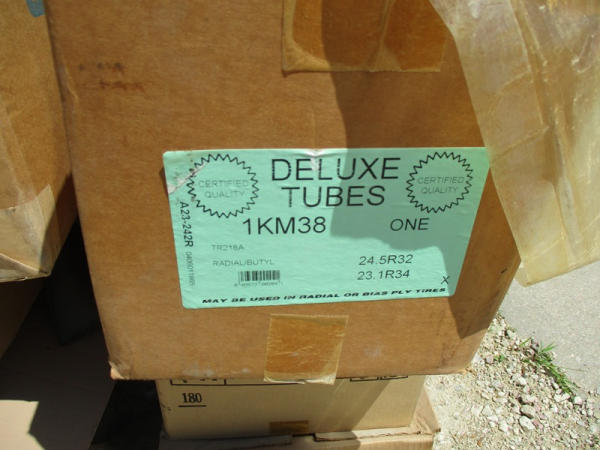 CERTIFIED
QUALITY
DELUXE
TUBES
CERTIFIED
QUALITY
1KM38 ONE
TR218A
RADIAL/BUTYL
24.5R32
23.1R34
X
MAY BE USED IN RADIAL OR BIAS PLY TIRES
A23-242R
180